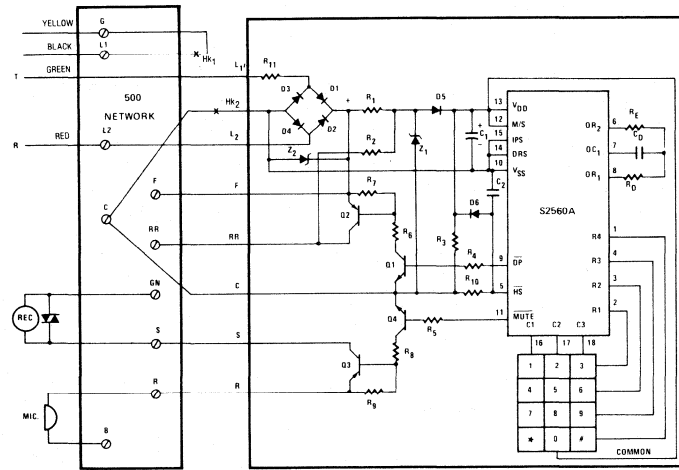 YELLOW
G
BLACK
L1
Hk1
T
GREEN
L1'
R11
500
NETWORK
Hk2
D3
D1
D4
D2
+
R1
D5
R2
Z2
Z1
C1
+
–
R
RED
L2
L2
F
F
R7
Q2
R6
C
RR
RR
Q1
D6
R3
R4
R10
C2
C
GN
REC
S
S
Q4
R5
R8
Q3
R
R
R9
MIC.
B
13 VDD
12 M/S
15 IPS
14 DRS
10 VSS
S2560A
9 DP
5 HS
11 MUTE
OR2 6 RE
OC1 7 CD
OR1 8 RD
R4 1
R3 4
R2 3
R1 2
C1 C2 C3
16 17 18
1 2 3
4 5 6
7 8 9
* 0 #
COMMON